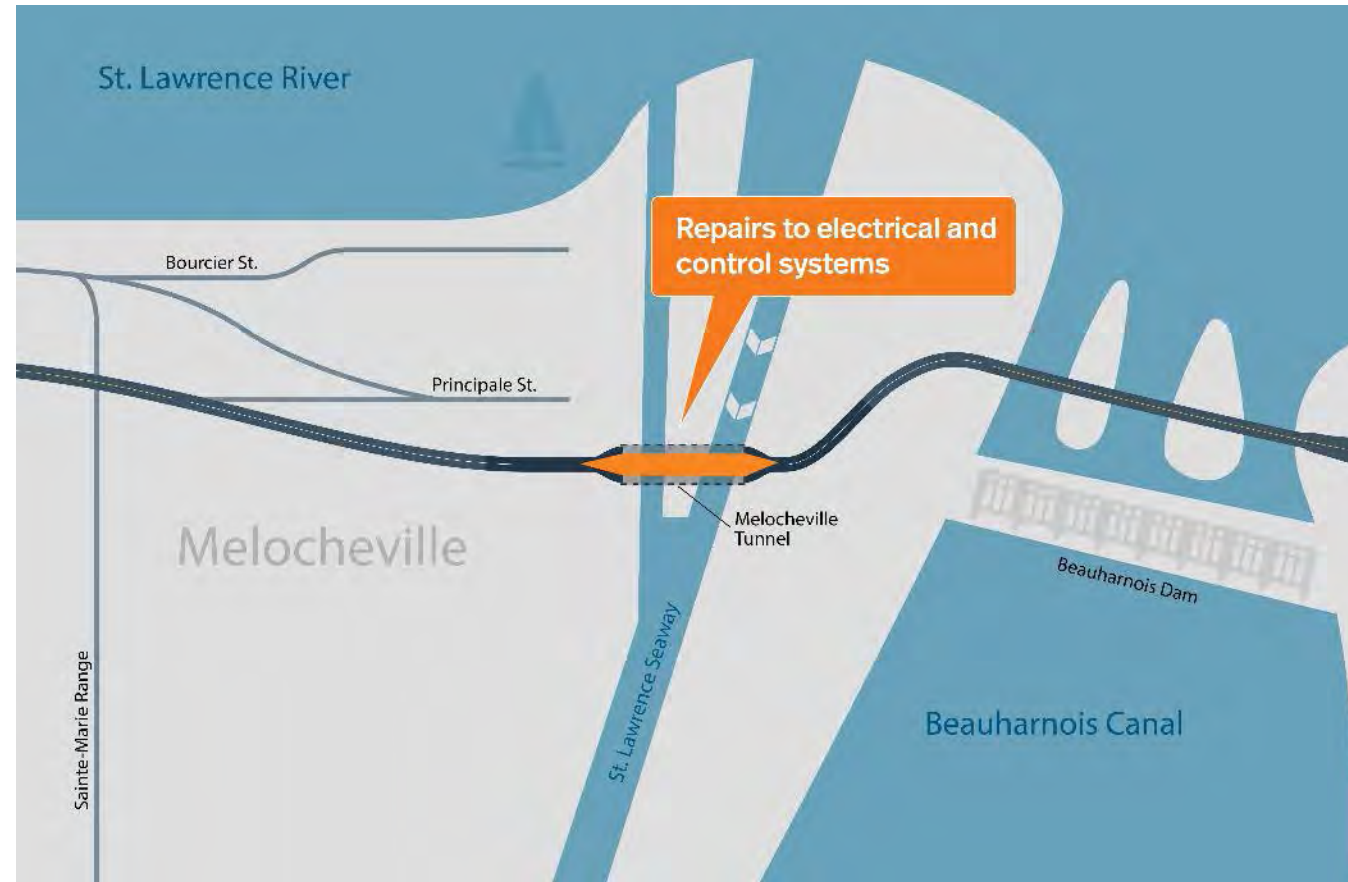 St. Lawrence River
Repairs to electrical and
control systems
Bourcier St.
Principale St.
Melocheville
Tunnel
Melocheville
Beauharnois Dam
St. Lawrence Seaway
Sainte-Marie Range
Beauharnois Canal